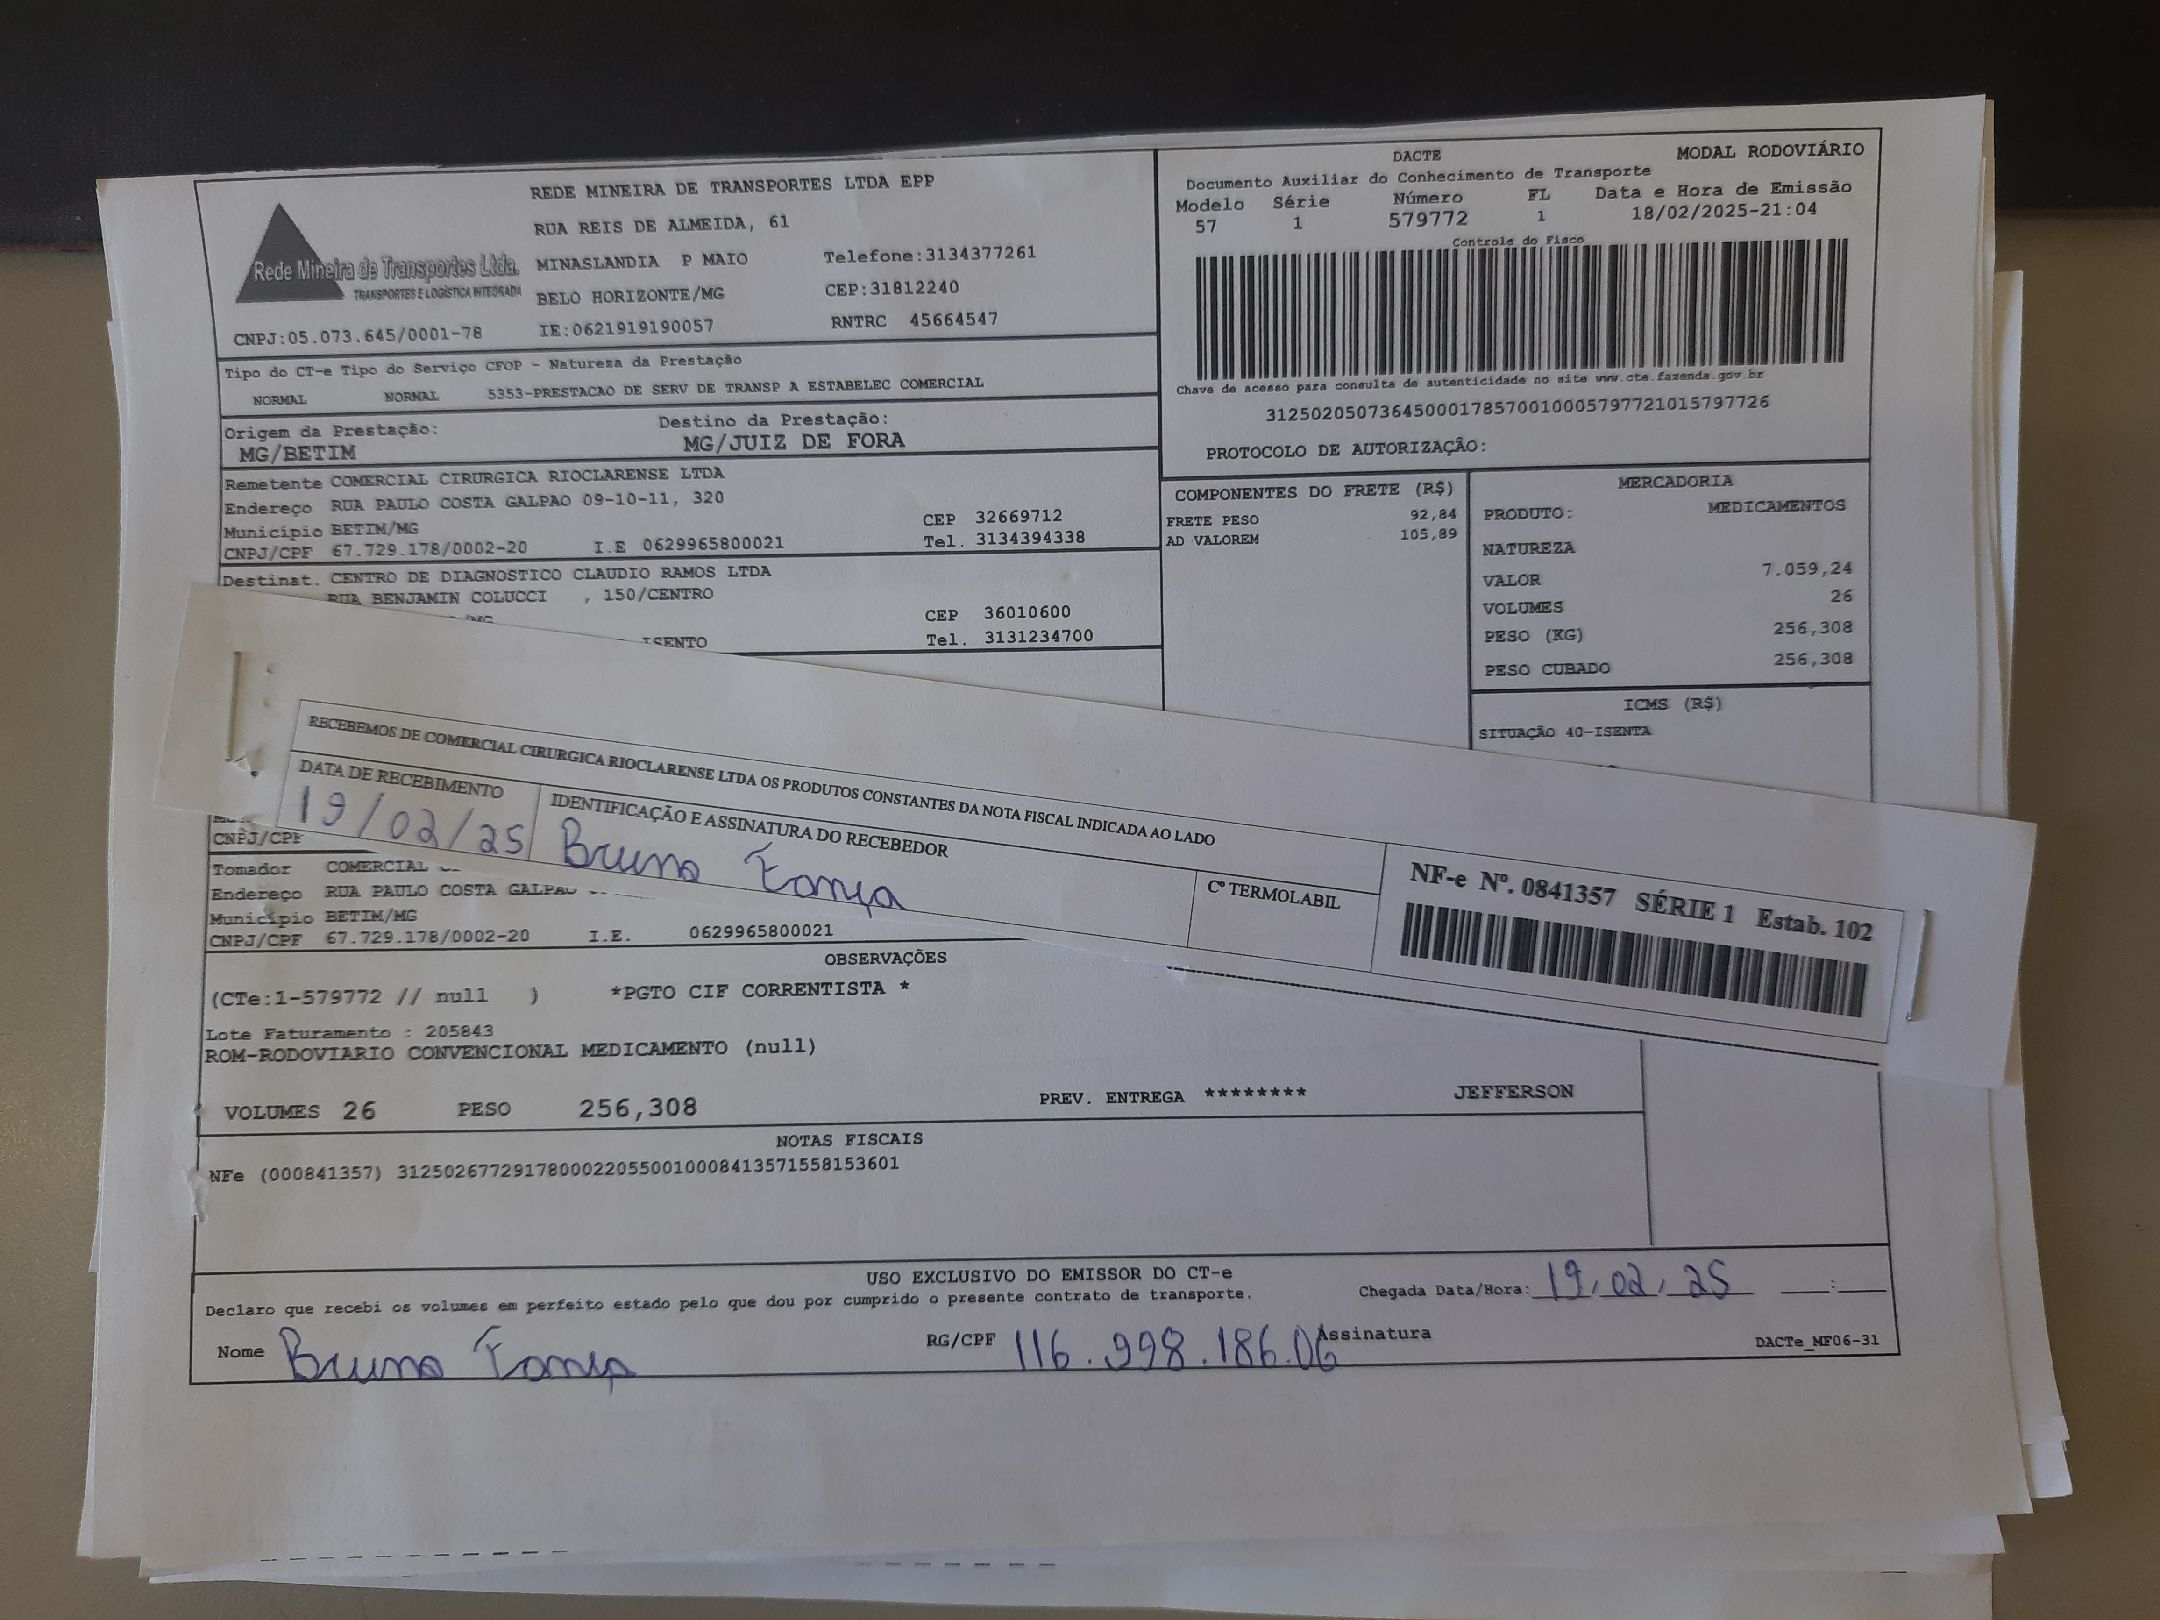 REDE MINEIRA DE TRANSPORTES LTDA EPP
RUA REIS DE ALMEIDA, 61
MINASLANDIA P MAIO Telefone:3134377261
BELO HORIZONTE/MG CEP:31812240
CNPJ:05.073.645/0001-78 IE:0621919190057 RNTRC 45664547
Rede Mineira de Transportes Ltda.
TRANSPORTES E LOGÍSTICA INTEGRADA
DACTE MODAL RODOVIÁRIO
Documento Auxiliar do Conhecimento de Transporte
Modelo Série Número FL Data e Hora de Emissão
57 1 579772 1 18/02/2025-21:04
Controle do Fisco
Chave de acesso para consulta de autenticidade no site www.cte.fazenda.gov.br
31250205073645000178570010005797721015797726
PROTOCOLO DE AUTORIZAÇÃO:
Tipo do CT-e Tipo do Serviço CFOP - Natureza da Prestação
NORMAL NORMAL 5353-PRESTACAO DE SERV DE TRANSP A ESTABELEC COMERCIAL
Origem da Prestação: Destino da Prestação:
MG/BETIM MG/JUIZ DE FORA
Remetente COMERCIAL CIRURGICA RIOCLARENSE LTDA
Endereço RUA PAULO COSTA GALPAO 09-10-11, 320
Município BETIM/MG CEP 32669712
CNPJ/CPF 67.729.178/0002-20 I.E 0629965800021 Tel. 3134394338
Destinat. CENTRO DE DIAGNOSTICO CLAUDIO RAMOS LTDA
RUA BENJAMIN COLUCCI , 150/CENTRO
/MG CEP 36010600
ISENTO Tel. 3131234700
COMPONENTES DO FRETE (R$)
FRETE PESO 92,84
AD VALOREM 105,89
MERCADORIA
PRODUTO: MEDICAMENTOS
NATUREZA
VALOR 7.059,24
VOLUMES 26
PESO (KG) 256,308
PESO CUBADO 256,308
ICMS (R$)
SITUAÇÃO 40-ISENTA
RECEBEMOS DE COMERCIAL CIRURGICA RIOCLARENSE LTDA OS PRODUTOS CONSTANTES DA NOTA FISCAL INDICADA AO LADO
DATA DE RECEBIMENTO IDENTIFICAÇÃO E ASSINATURA DO RECEBEDOR
19/02/25 Bruno
Cº TERMOLABIL
NF-e Nº. 0841357 SÉRIE 1 Estab. 102
CNPJ/CPF
Tomador COMERCIAL
Endereço RUA PAULO COSTA GALPAO
Município BETIM/MG
CNPJ/CPF 67.729.178/0002-20 I.E. 0629965800021
OBSERVAÇÕES
(CTe:1-579772 // null ) *PGTO CIF CORRENTISTA *
Lote Faturamento : 205843
ROM-RODOVIARIO CONVENCIONAL MEDICAMENTO (null)
VOLUMES 26 PESO 256,308 PREV. ENTREGA ******** JEFFERSON
NOTAS FISCAIS
NFe (000841357) 31250267729178000220550010008413571558153601
USO EXCLUSIVO DO EMISSOR DO CT-e
Declaro que recebi os volumes em perfeito estado pelo que dou por cumprido o presente contrato de transporte. Chegada Data/Hora: 19/02/25 __:__
Nome Bruno RG/CPF 116.998.186.06 Assinatura DACTe_MF06-31